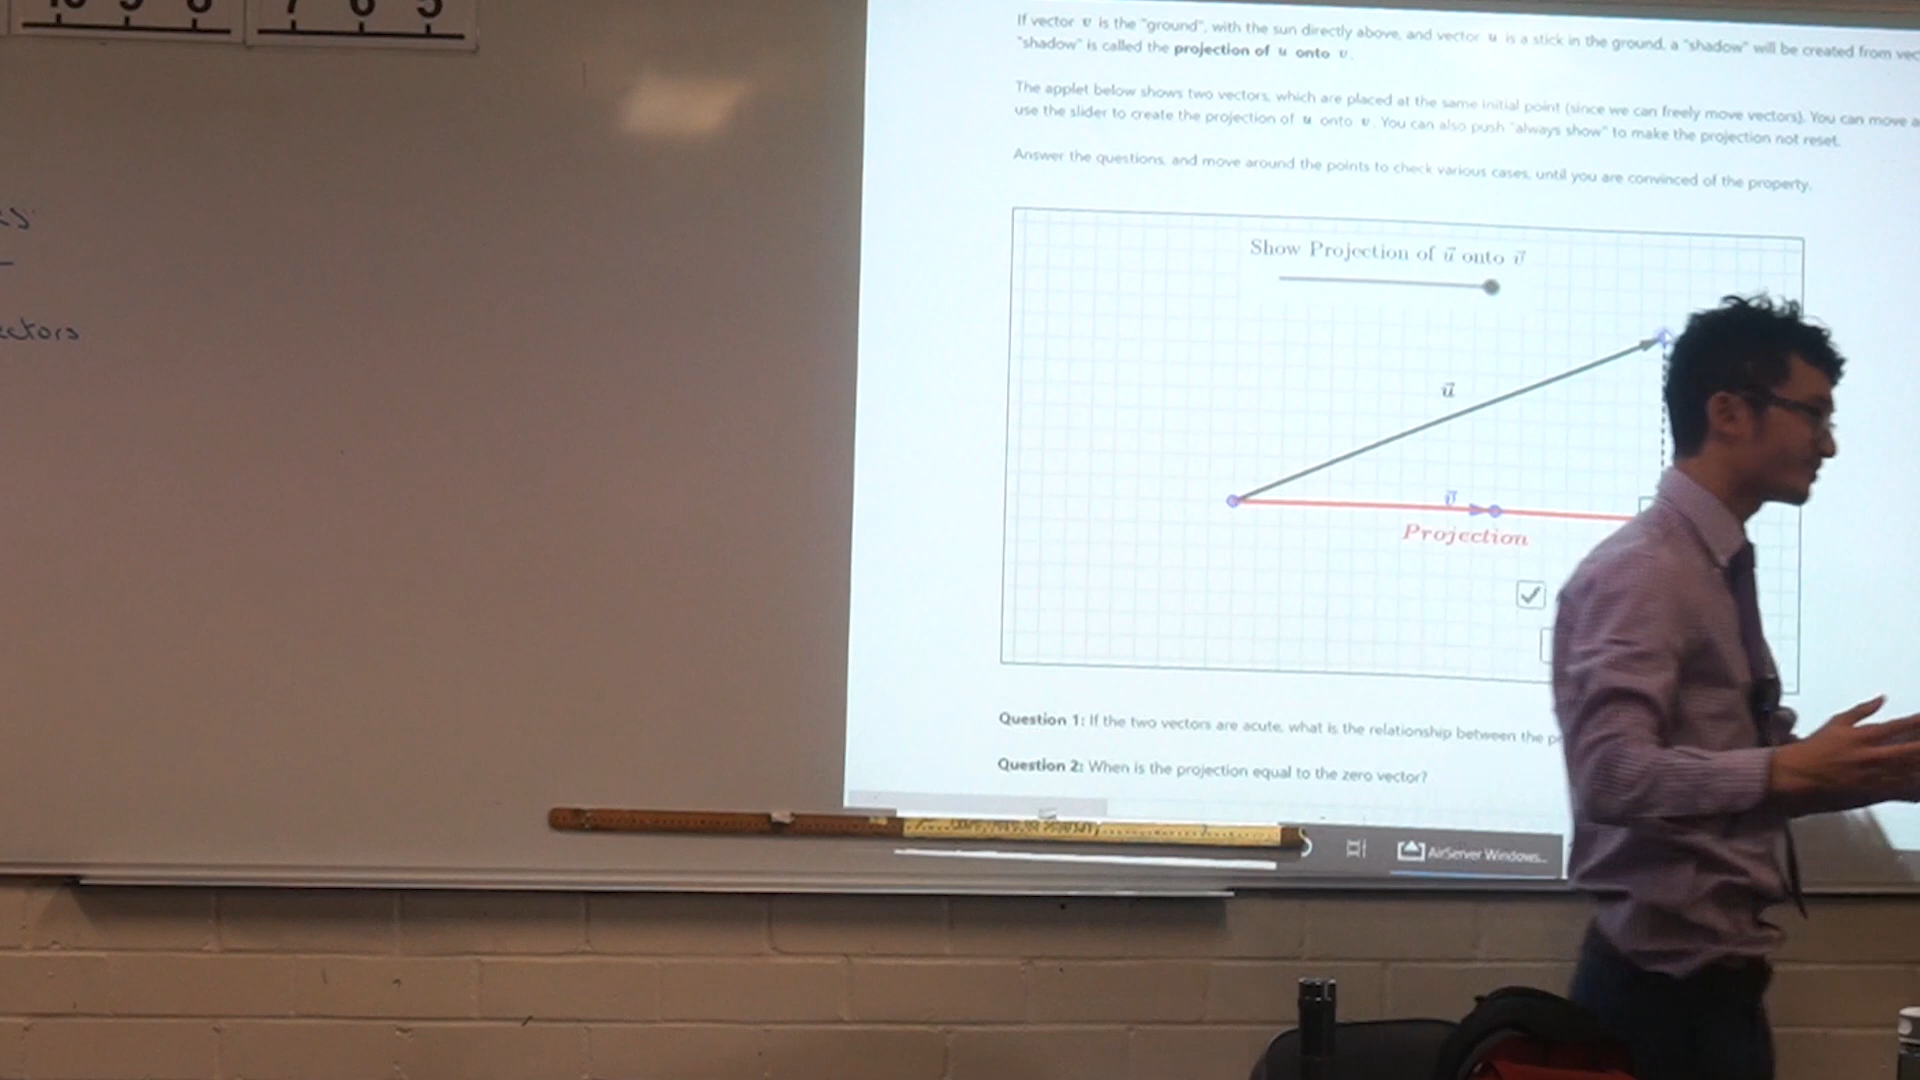 10 9 8
7 6 5
ectors
If vector v is the "ground", with the sun directly above, and vector u is a stick in the ground, a "shadow" will be created from vec
"shadow" is called the projection of u onto v.
The applet below shows two vectors, which are placed at the same initial point (since we can freely move vectors). You can move a
use the slider to create the projection of u onto v. You can also push "always show" to make the projection not reset.
Answer the questions, and move around the points to check various cases, until you are convinced of the property.
Show Projection of u⃗ onto v⃗
u⃗
v⃗
Projection
Question 1: If the two vectors are acute, what is the relationship between the p
Question 2: When is the projection equal to the zero vector?
AirServer Windows...